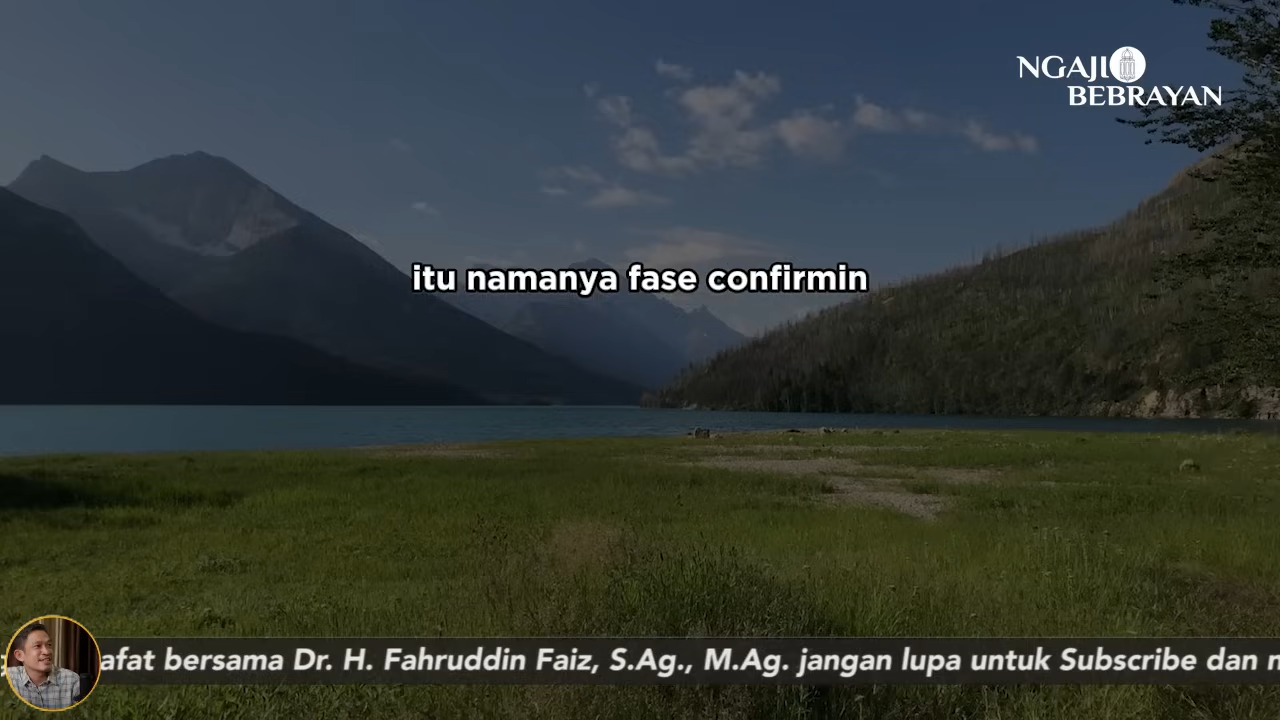 NGAJI
BEBRAYAN
itu namanya fase confirmin
afat bersama Dr. H. Fahruddin Faiz, S.Ag., M.Ag. jangan lupa untuk Subscribe dan